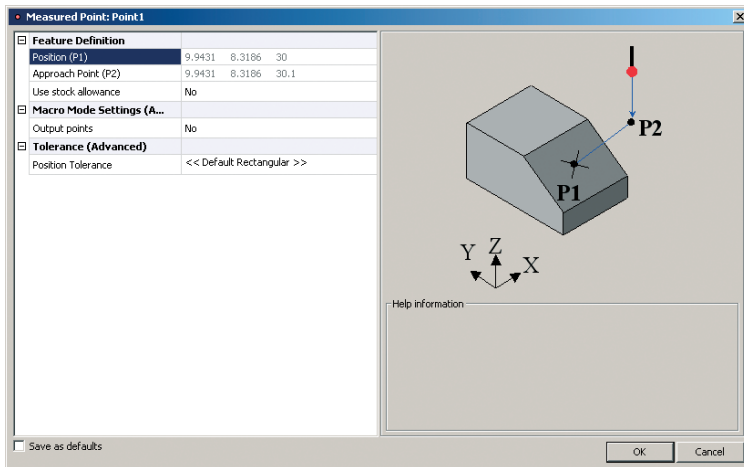 Measured Point: Point1
Feature Definition
Position (P1) 9.9431 8.3186 30
Approach Point (P2) 9.9431 8.3186 30.1
Use stock allowance No
Macro Mode Settings (A...
Output points No
Tolerance (Advanced)
Position Tolerance << Default Rectangular >>
P2
P1
Y Z X
Help information
Save as defaults
OK Cancel